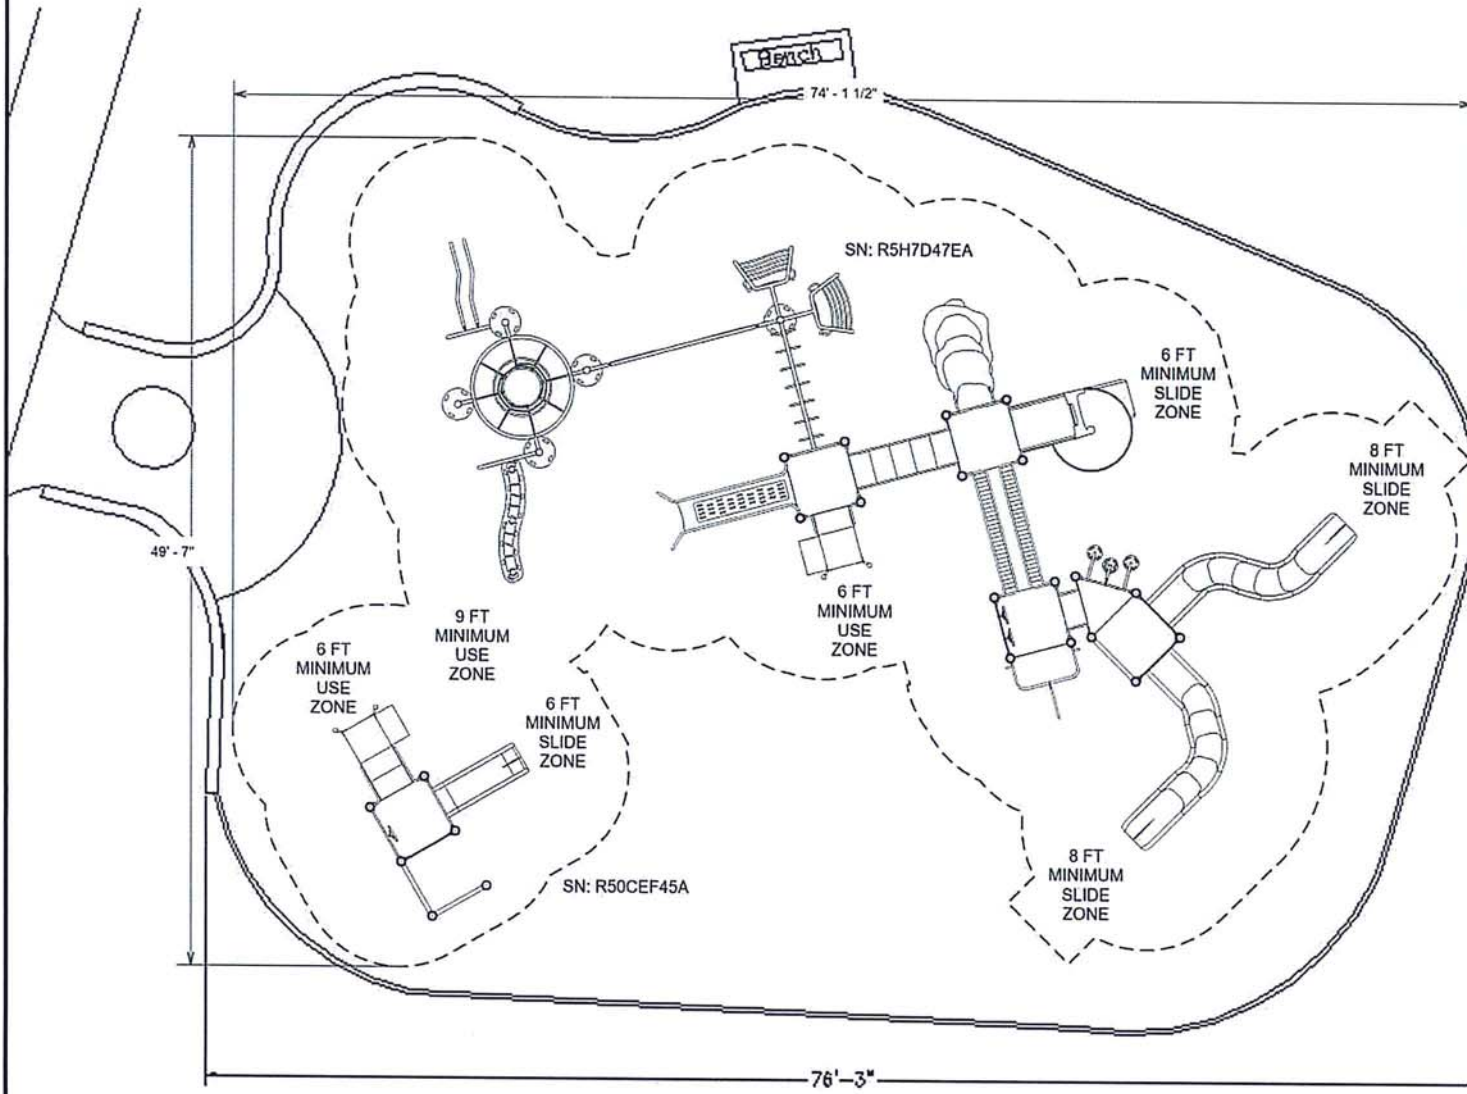 Bench
74' - 1 1/2"
SN: R5H7D47EA
6 FT
MINIMUM
SLIDE
ZONE
8 FT
MINIMUM
SLIDE
ZONE
49' - 7"
9 FT
MINIMUM
USE
ZONE
6 FT
MINIMUM
USE
ZONE
6 FT
MINIMUM
USE
ZONE
6 FT
MINIMUM
SLIDE
ZONE
8 FT
MINIMUM
SLIDE
ZONE
SN: R50CEF45A
76'-3"